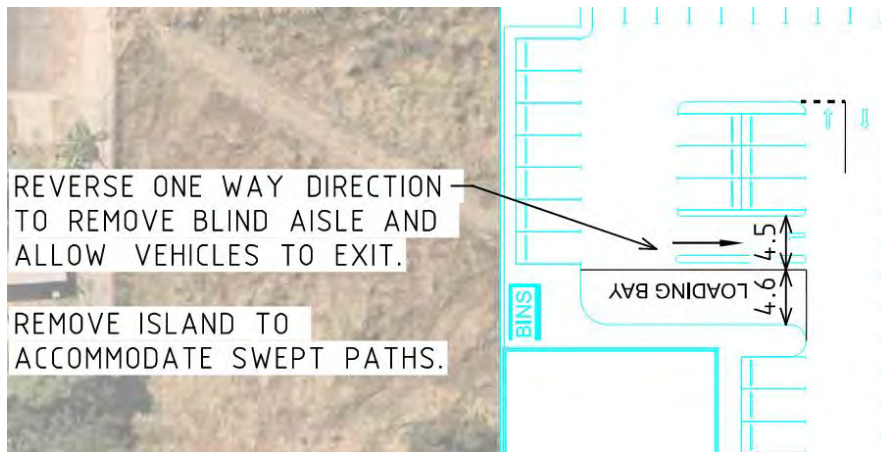 REVERSE ONE WAY DIRECTION
TO REMOVE BLIND AISLE AND
ALLOW VEHICLES TO EXIT.
REMOVE ISLAND TO
ACCOMMODATE SWEPT PATHS.
4.5
LOADING BAY
4.6
BINS